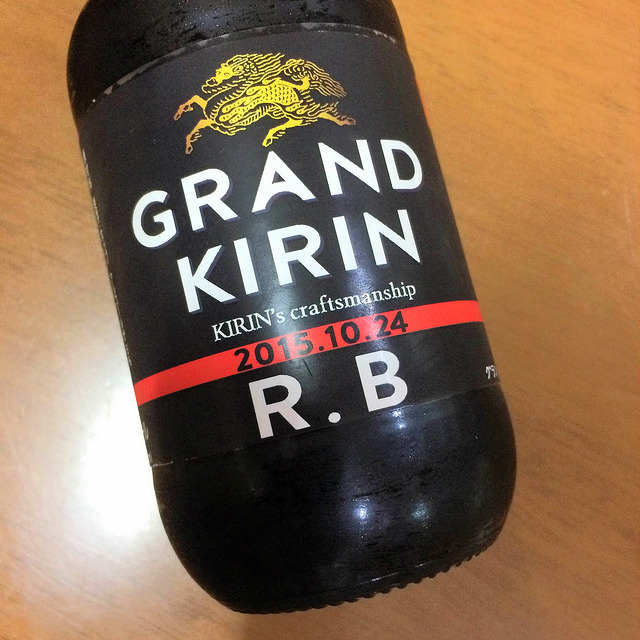 GRAND
KIRIN
KIRIN's craftsmanship
2015.10.24
R.B